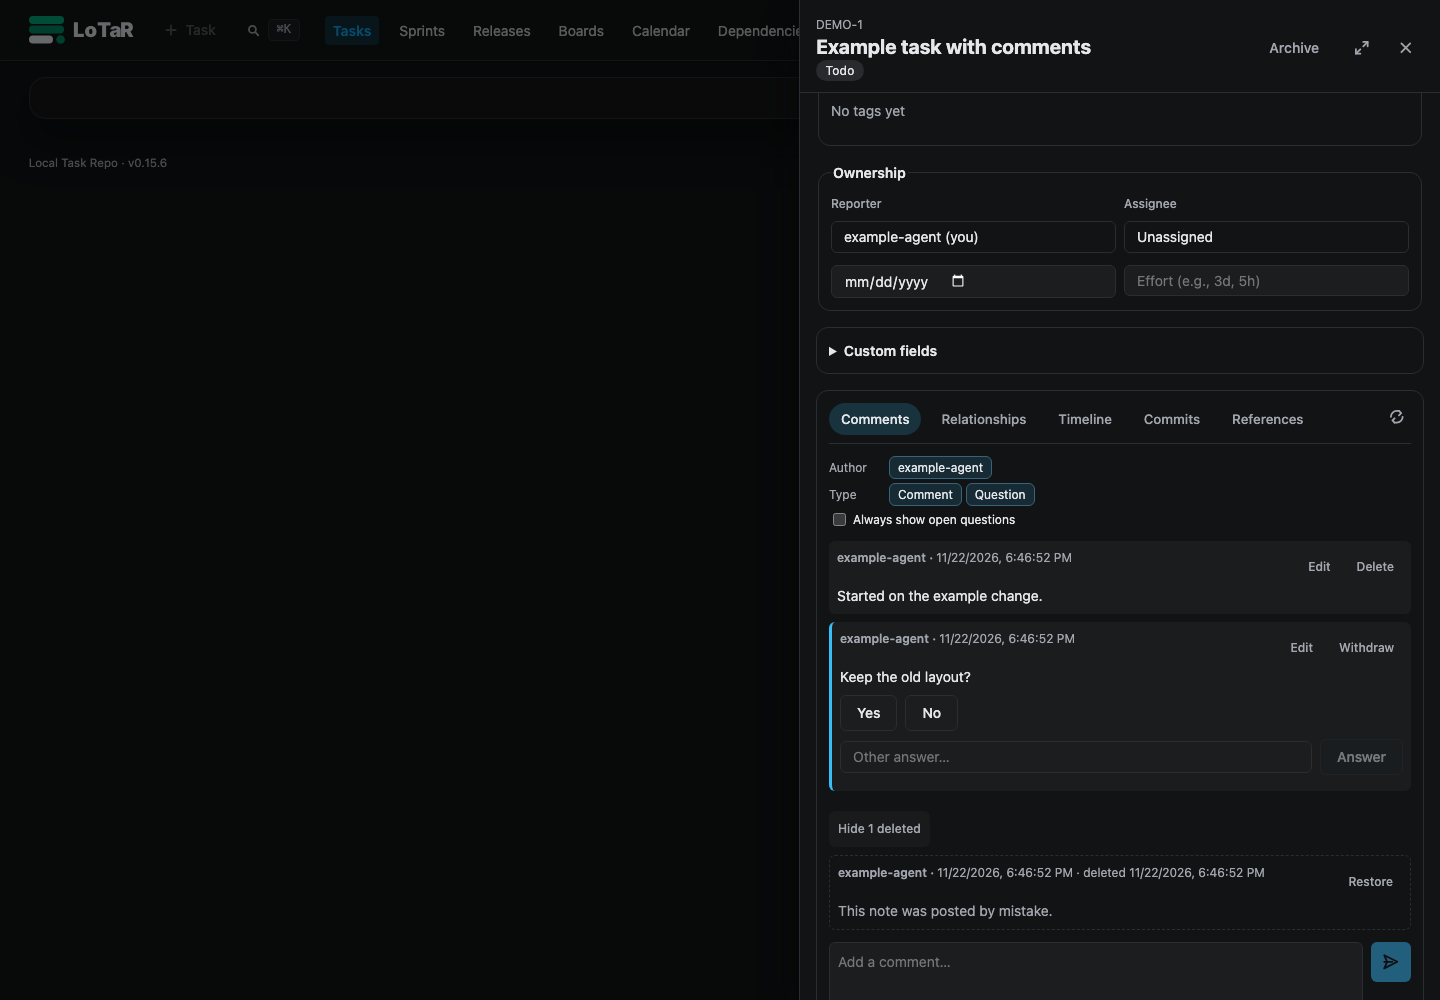 LoTaR
Task
⌘K
Tasks
Sprints
Releases
Boards
Calendar
Dependencie
Local Task Repo · v0.15.6
DEMO-1
Example task with comments
Todo
Archive
No tags yet
Ownership
Reporter
Assignee
example-agent (you)
Unassigned
mm/dd/yyyy
Effort (e.g., 3d, 5h)
Custom fields
Comments
Relationships
Timeline
Commits
References
Author
example-agent
Type
Comment
Question
Always show open questions
example-agent · 11/22/2026, 6:46:52 PM
Edit
Delete
Started on the example change.
example-agent · 11/22/2026, 6:46:52 PM
Edit
Withdraw
Keep the old layout?
Yes
No
Other answer...
Answer
Hide 1 deleted
example-agent · 11/22/2026, 6:46:52 PM · deleted 11/22/2026, 6:46:52 PM
Restore
This note was posted by mistake.
Add a comment...